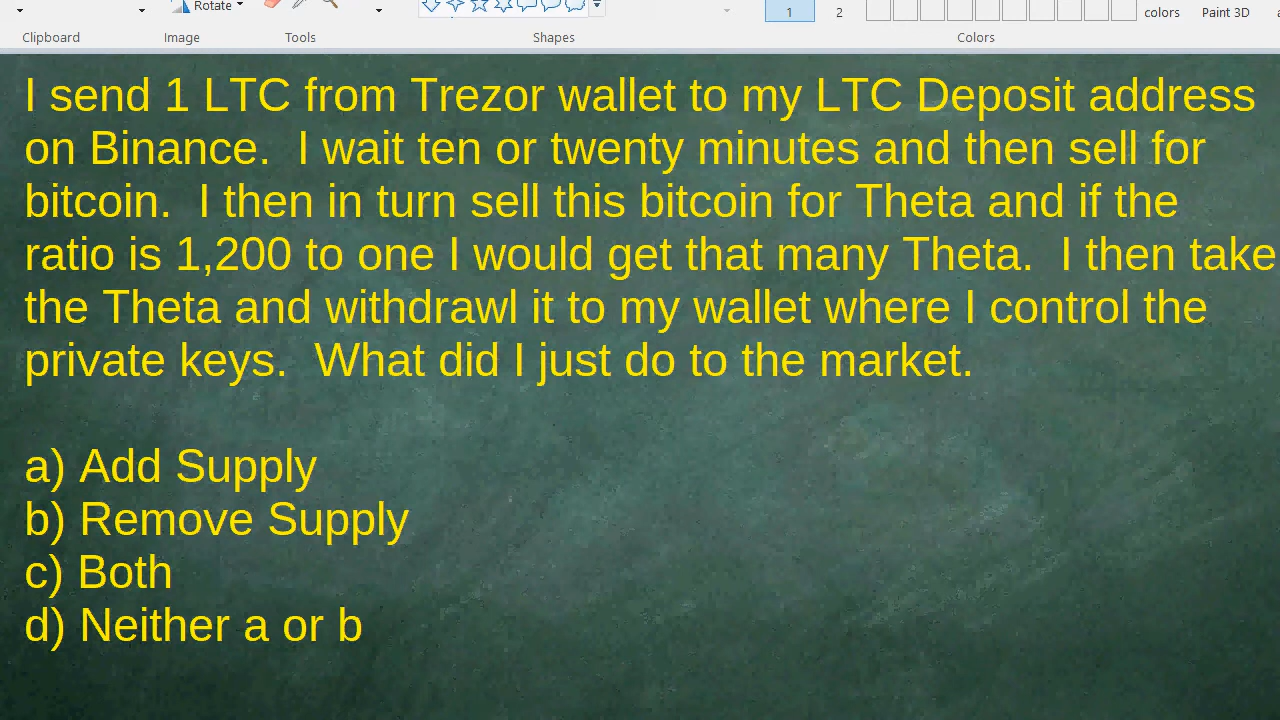 Rotate
1
2
colors
Paint 3D
Clipboard
Image
Tools
Shapes
Colors
I send 1 LTC from Trezor wallet to my LTC Deposit address
on Binance.  I wait ten or twenty minutes and then sell for
bitcoin.  I then in turn sell this bitcoin for Theta and if the
ratio is 1,200 to one I would get that many Theta.  I then take
the Theta and withdrawl it to my wallet where I control the
private keys.  What did I just do to the market.
a) Add Supply
b) Remove Supply
c) Both
d) Neither a or b